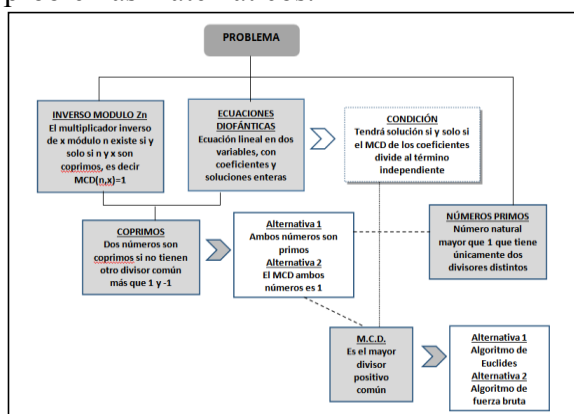 problemas matemáticos.
PROBLEMA
INVERSO MODULO Zn
El multiplicador inverso
de x módulo n existe si y
solo si n y x son
coprimos, es decir
MCD(n,x)=1
ECUACIONES
DIOFÁNTICAS
Ecuación lineal en dos
variables, con
coeficientes y
soluciones enteras
CONDICIÓN
Tendrá solución si y solo si
el MCD de los coeficientes
divide al término
independiente
COPRIMOS
Dos números son
coprimos si no tienen
otro divisor común
más que 1 y -1
Alternativa 1
Ambos números son
primos
Alternativa 2
El MCD ambos
números es 1
NÚMEROS PRIMOS
Número natural
mayor que 1 que tiene
únicamente dos
divisores distintos
M.C.D.
Es el mayor
divisor
positivo
común
Alternativa 1
Algoritmo de
Euclides
Alternativa 2
Algoritmo de
fuerza bruta